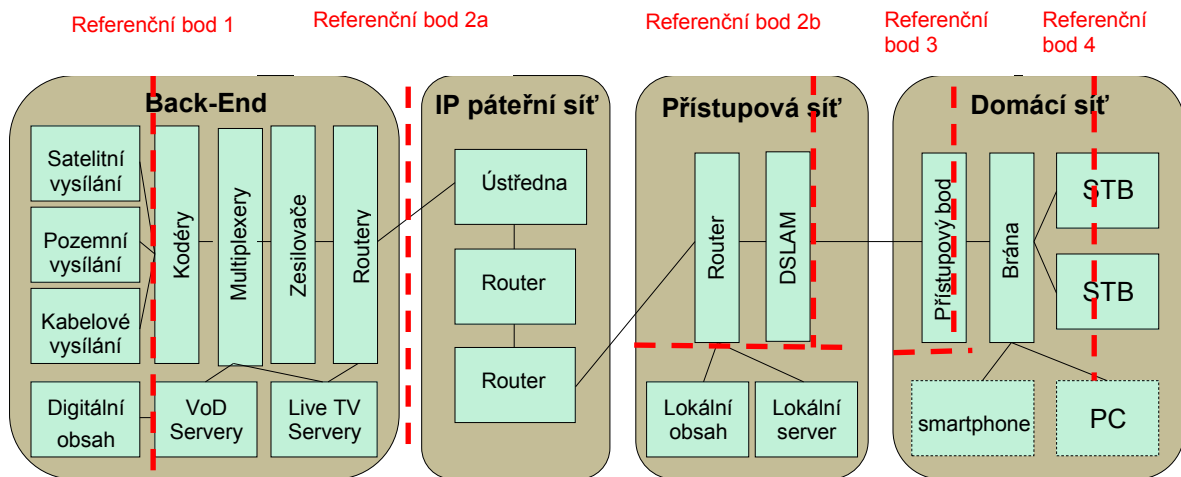 Referenční bod 1
Referenční bod 2a
Referenční bod 2b
Referenční
bod 3
Referenční
bod 4
Back-End
Satelitní
vysílání
Pozemní
vysílání
Kabelové
vysílání
Digitální
obsah
Kodéry
Multiplexery
Zesilovače
Routery
VoD
Servery
Live TV
Servery
IP páteřní síť
Ústředna
Router
Router
Přístupová síť
Router
DSLAM
Lokální
obsah
Lokální
server
Domácí síť
Přístupový bod
Brána
STB
STB
smartphone
PC